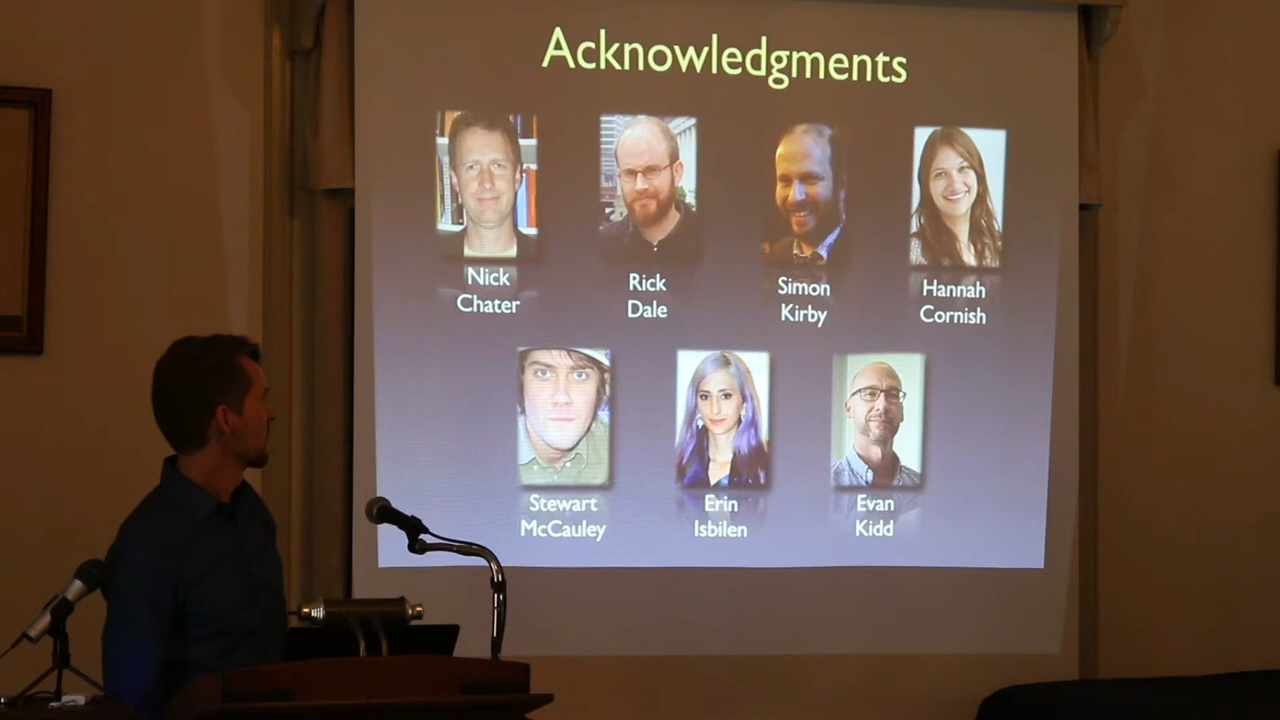 Acknowledgments
Nick
Chater
Rick
Dale
Simon
Kirby
Hannah
Cornish
Stewart
McCauley
Erin
Isbilen
Evan
Kidd